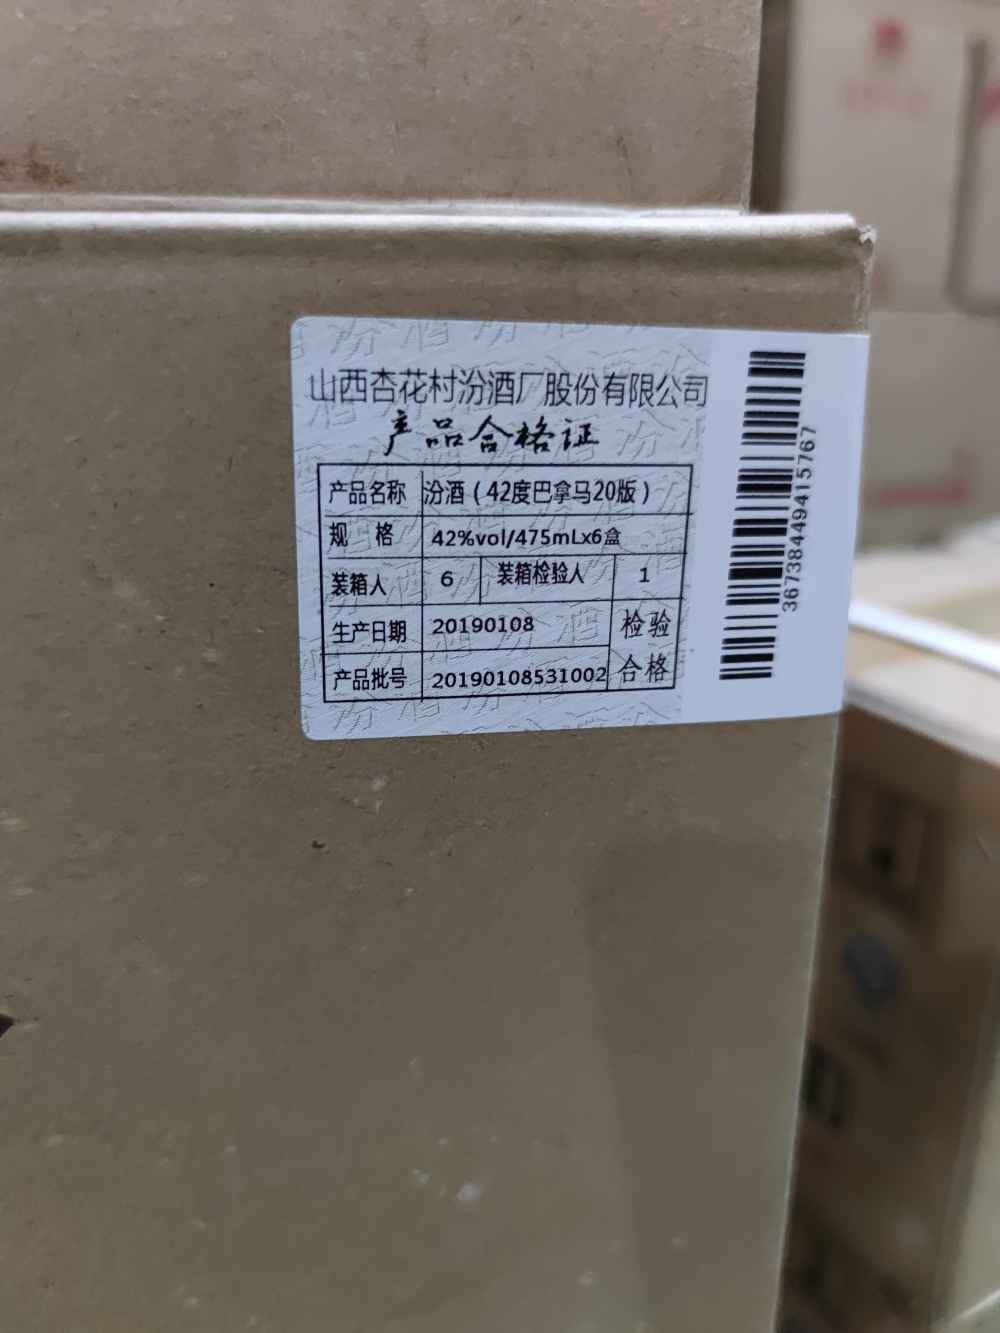 山西杏花村汾酒厂股份有限公司
产品合格证
产品名称 汾酒（42度巴拿马20版）
规 格 42%vol/475mLx6盒
装箱人 6 装箱检验人 1
生产日期 20190108 检验
产品批号 20190108531002 合格
3673844941576​7